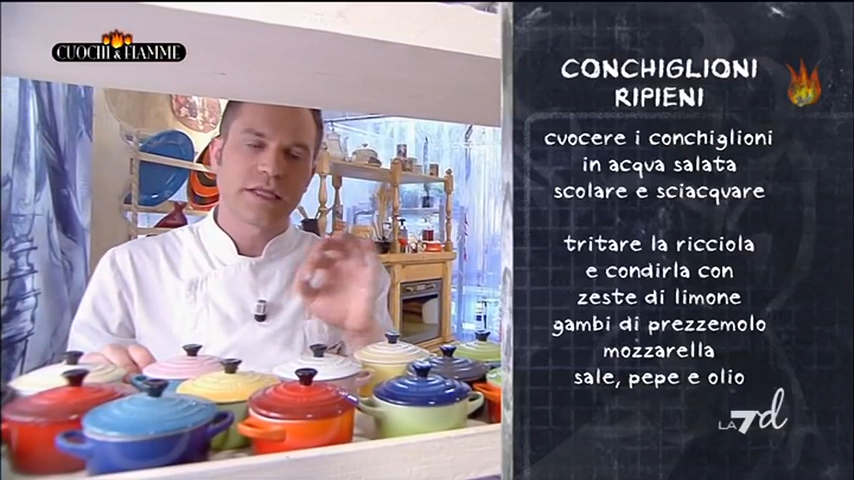 CUOCHI & FIAMME
CONCHIGLIONI
RIPIENI
cuocere i conchiglioni
in acqua salata
scolare e sciacquare
tritare la ricciola
e condirla con
zeste di limone
gambi di prezzemolo
mozzarella
sale, pepe e olio
LA7d